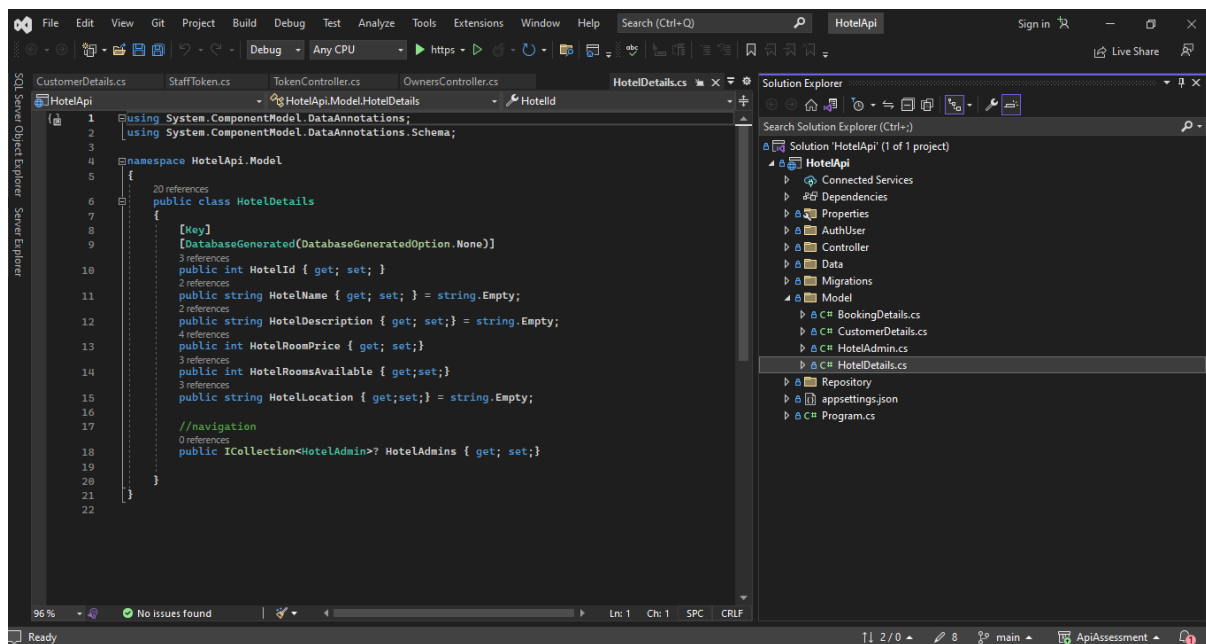 File Edit View Git Project Build Debug Test Analyze Tools Extensions Window Help Search (Ctrl+Q) HotelApi Sign in
Debug Any CPU https Live Share
SQL Server Object Explorer
Server Explorer
CustomerDetails.cs StaffToken.cs TokenController.cs OwnersController.cs HotelDetails.cs
HotelApi HotelApi.Model.HotelDetails HotelId
1 using System.ComponentModel.DataAnnotations;
2 using System.ComponentModel.DataAnnotations.Schema;
3
4 namespace HotelApi.Model
5 {
20 references
6 public class HotelDetails
7 {
8 [Key]
9 [DatabaseGenerated(DatabaseGeneratedOption.None)]
3 references
10 public int HotelId { get; set; }
2 references
11 public string HotelName { get; set; } = string.Empty;
2 references
12 public string HotelDescription { get; set;} = string.Empty;
4 references
13 public int HotelRoomPrice { get; set;}
3 references
14 public int HotelRoomsAvailable { get;set;}
3 references
15 public string HotelLocation { get;set;} = string.Empty;
16
17 //navigation
0 references
18 public ICollection<HotelAdmin>? HotelAdmins { get; set;}
19
20 }
21 }
22
96 % No issues found Ln: 1 Ch: 1 SPC CRLF
Solution Explorer
Search Solution Explorer (Ctrl+;)
Solution 'HotelApi' (1 of 1 project)
HotelApi
Connected Services
Dependencies
Properties
AuthUser
Controller
Data
Migrations
Model
C# BookingDetails.cs
C# CustomerDetails.cs
C# HotelAdmin.cs
C# HotelDetails.cs
Repository
appsettings.json
C# Program.cs
Ready 2 / 0 8 main ApiAssessment 1